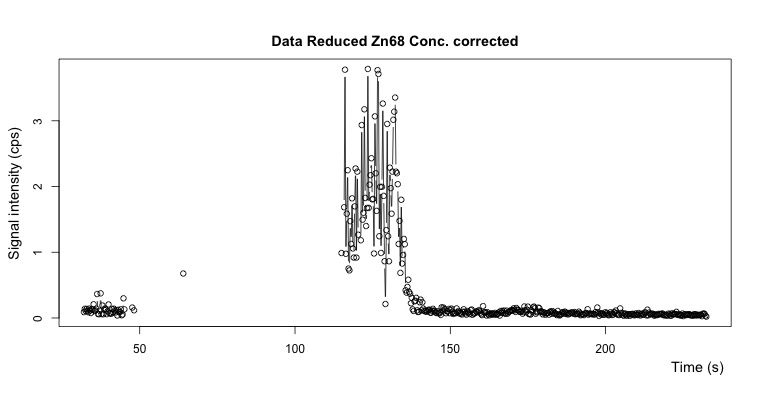 Data Reduced Zn68 Conc. corrected
Signal intensity (cps)
3
2
1
0
50 100 150 200
Time (s)